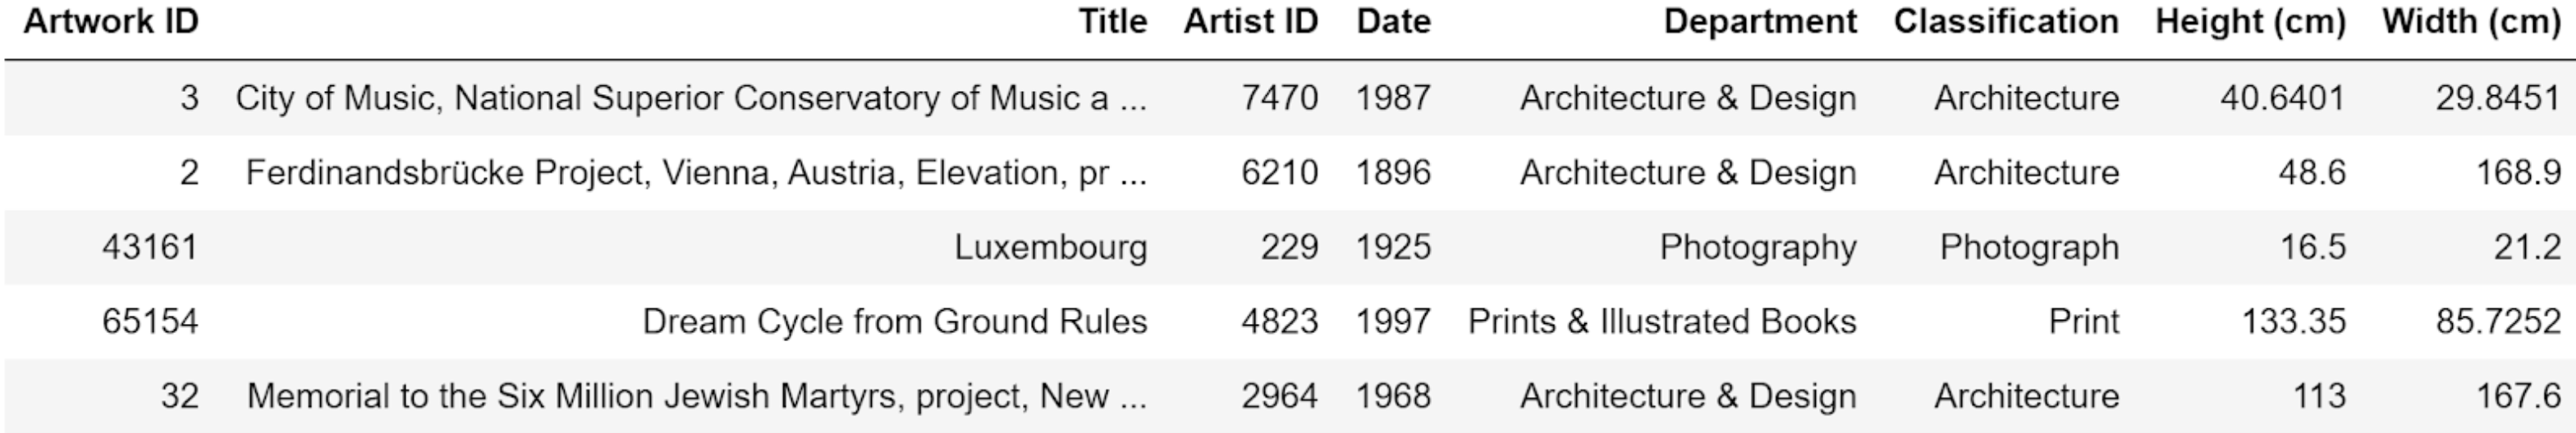 Artwork ID Title Artist ID Date Department Classification Height (cm) Width (cm)
3 City of Music, National Superior Conservatory of Music a ... 7470 1987 Architecture & Design Architecture 40.6401 29.8451
2 Ferdinandsbrücke Project, Vienna, Austria, Elevation, pr ... 6210 1896 Architecture & Design Architecture 48.6 168.9
43161 Luxembourg 229 1925 Photography Photograph 16.5 21.2
65154 Dream Cycle from Ground Rules 4823 1997 Prints & Illustrated Books Print 133.35 85.7252
32 Memorial to the Six Million Jewish Martyrs, project, New ... 2964 1968 Architecture & Design Architecture 113 167.6